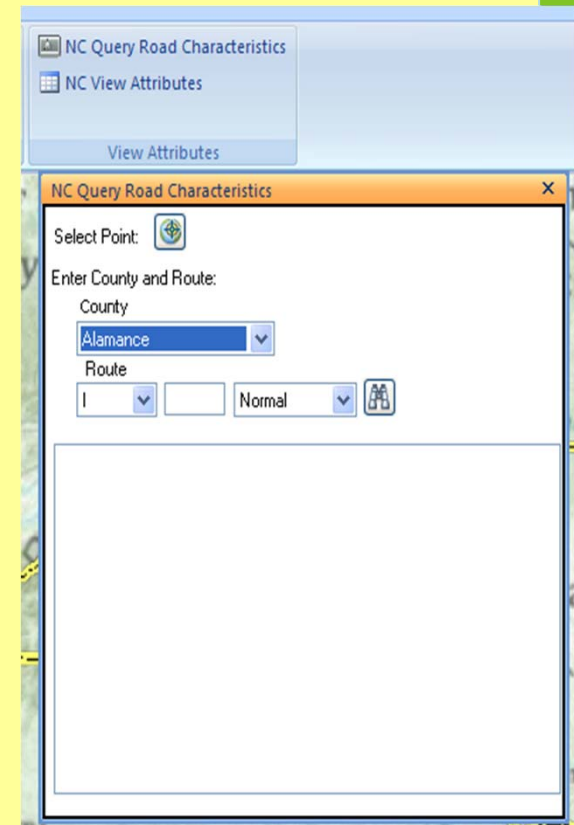 NC Query Road Characteristics
NC View Attributes
View Attributes
NC Query Road Characteristics
Select Point:
Enter County and Route:
County
Alamance
Route
I Normal